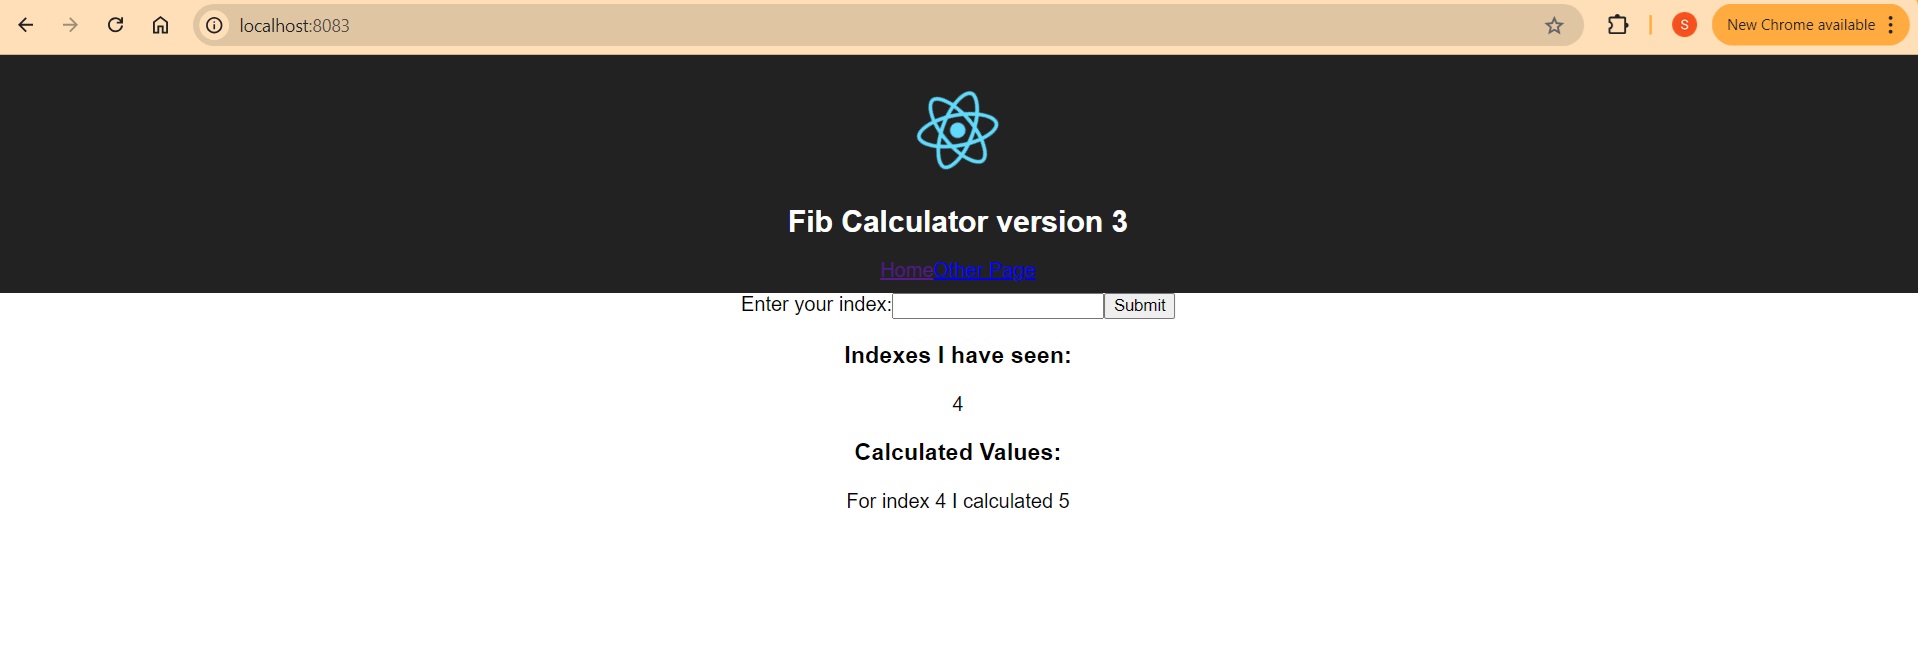 localhost:8083
S
New Chrome available
Fib Calculator version 3
HomeOther Page
Enter your index:Submit
Indexes I have seen:
4
Calculated Values:
For index 4 I calculated 5